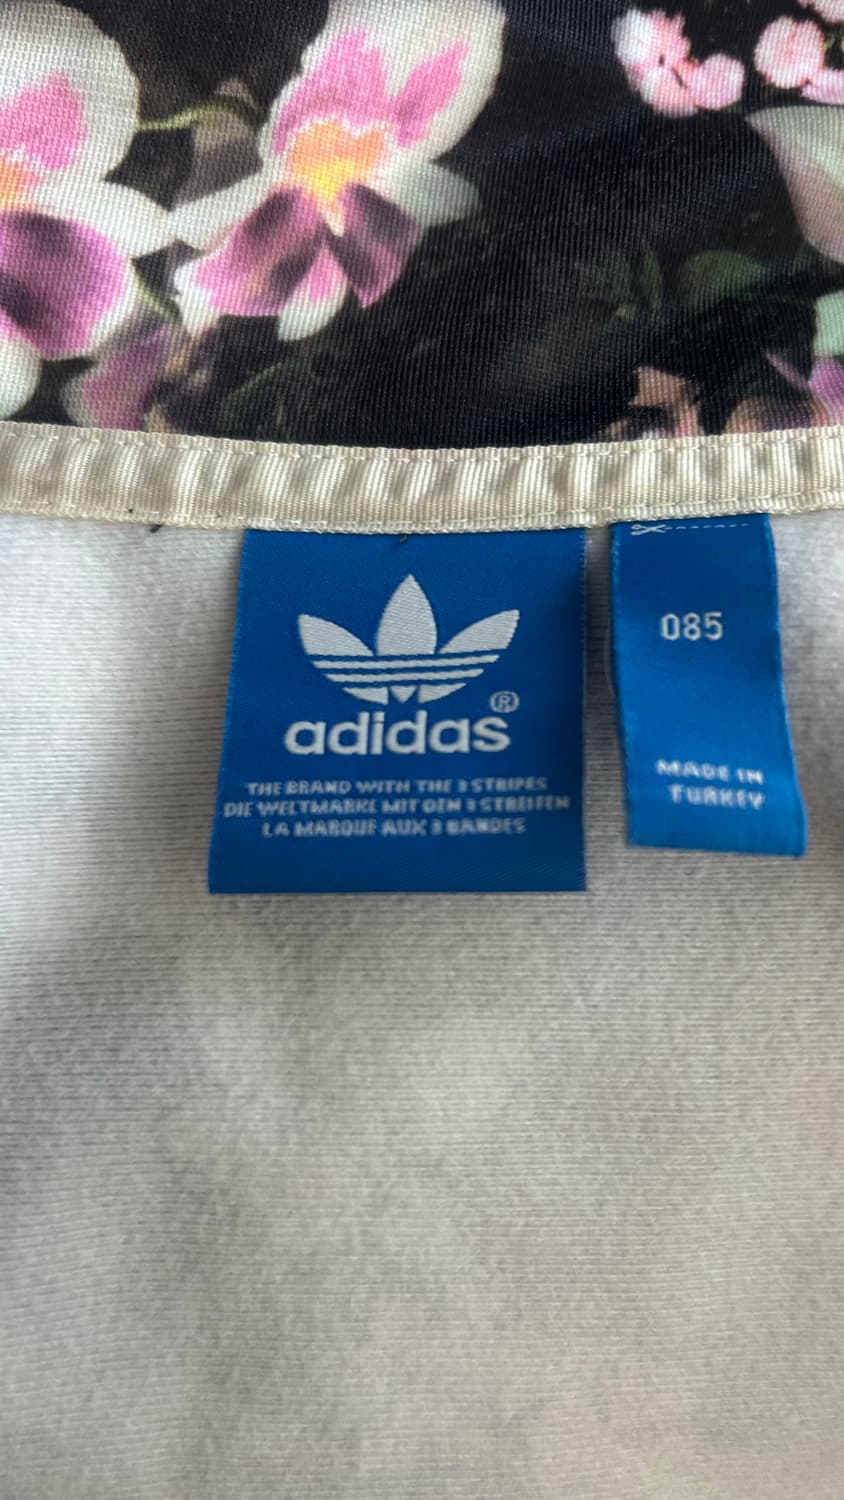 adidas®
THE BRAND WITH THE 3 STRIPES
DIE WELTMARKE MIT DEN 3 STREIFEN
LA MARQUE AUX 3 BANDES
085
MADE IN
TURKEY